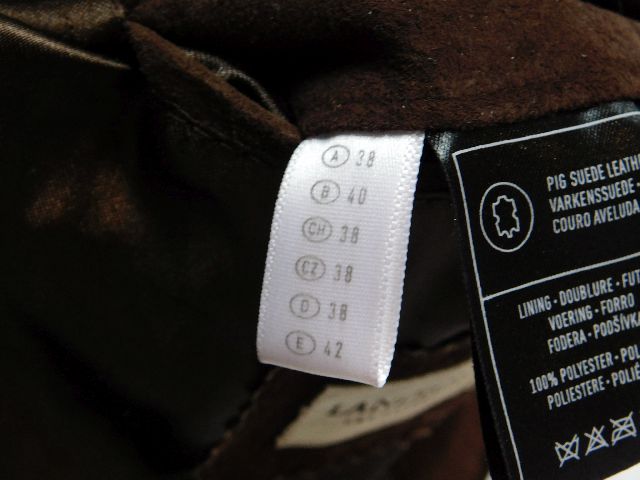 A 38
B 40
CH 38
CZ 38
D 38
E 42
PIG SUEDE LEATH
VARKENSSUEDE
COURO AVELUDA
LINING · DOUBLURE · FUT
VOERING · FORRO
FODERA · PODŠÍVKA
100% POLYESTER · POL
POLIESTERE · POLIÉ